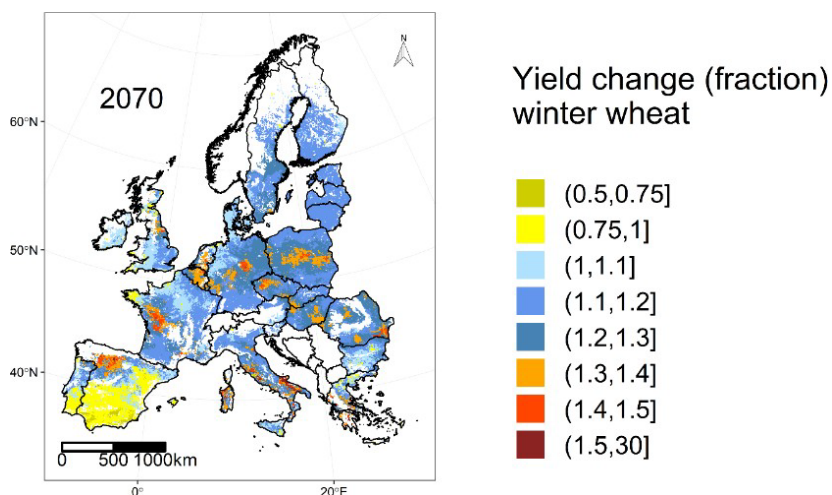 N
2070
60°N
50°N
40°N
0 500 1000km
0° 20°E
Yield change (fraction)
winter wheat
(0.5,0.75]
(0.75,1]
(1,1.1]
(1.1,1.2]
(1.2,1.3]
(1.3,1.4]
(1.4,1.5]
(1.5,30]